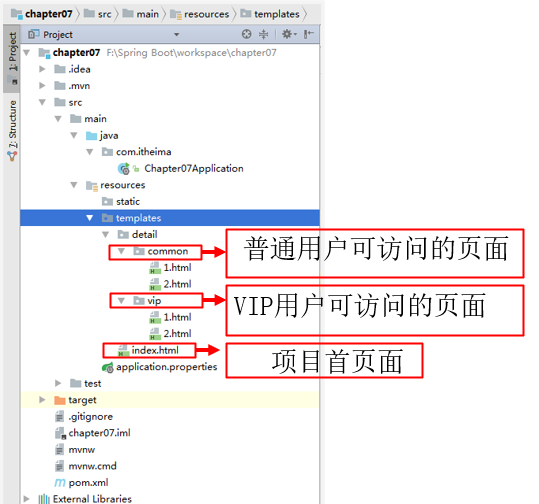 chapter07 src main resources templates
1: Project
7: Structure
Project
chapter07 F:\Spring Boot\workspace\chapter07
.idea
.mvn
src
main
java
com.itheima
Chapter07Application
resources
static
templates
detail
common 普通用户可访问的页面
1.html
2.html
vip VIP用户可访问的页面
1.html
2.html
index.html 项目首页面
application.properties
test
target
.gitignore
chapter07.iml
mvnw
mvnw.cmd
pom.xml
External Libraries